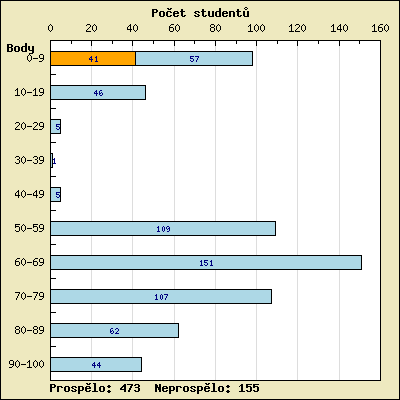 Počet studentů
0 20 40 60 80 100 120 140 160
Body
0-9 41 57
10-19 46
20-29 5
30-39 1
40-49 5
50-59 109
60-69 151
70-79 107
80-89 62
90-100 44
Prospělo: 473 Neprospělo: 155